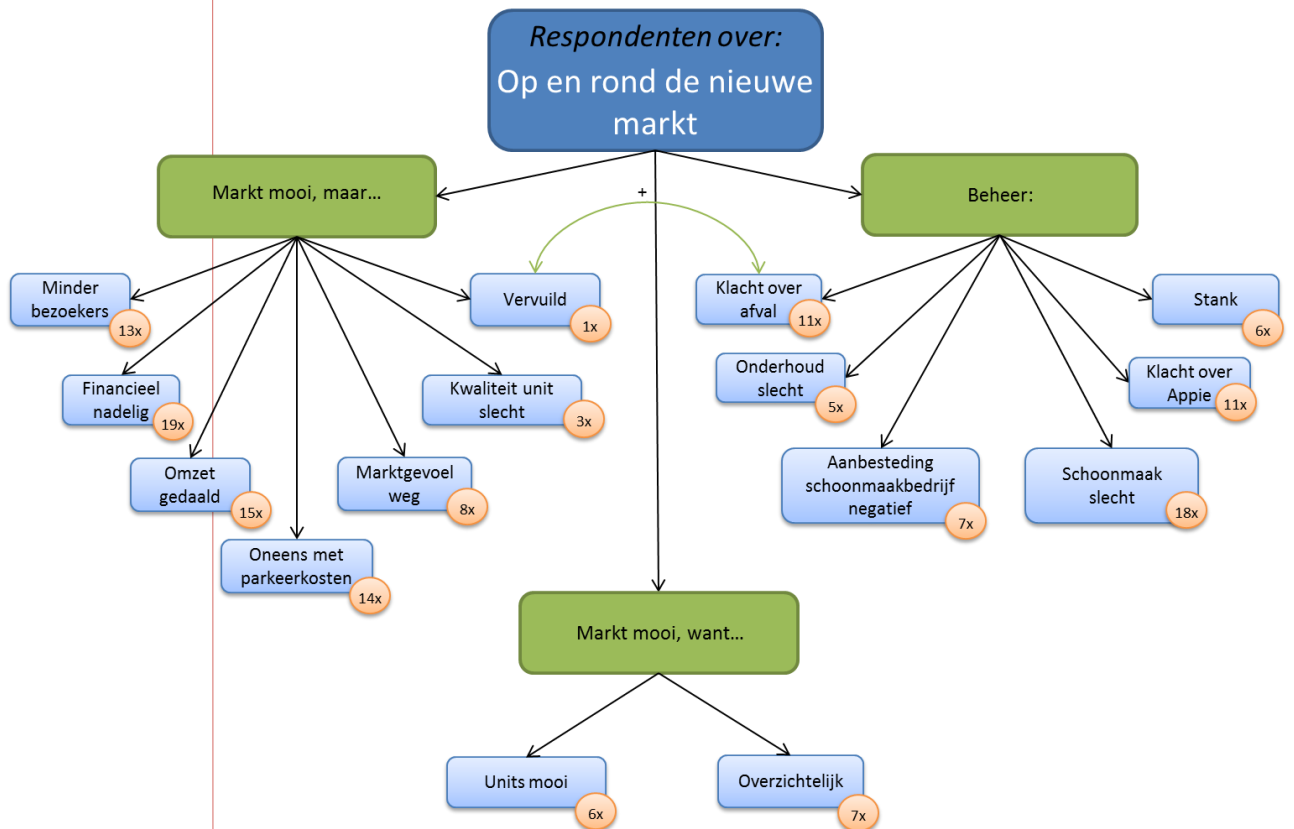 Respondenten over:
Op en rond de nieuwe
markt
Markt mooi, maar...
+
Beheer:
Minder
bezoekers
13x
Vervuild
1x
Klacht over
afval
11x
Stank
6x
Financieel
nadelig
19x
Kwaliteit unit
slecht
3x
Onderhoud
slecht
5x
Klacht over
Appie
11x
Omzet
gedaald
15x
Marktgevoel
weg
8x
Aanbesteding
schoonmaakbedrijf
negatief
7x
Schoonmaak
slecht
18x
Oneens met
parkeerkosten
14x
Markt mooi, want...
Units mooi
6x
Overzichtelijk
7x